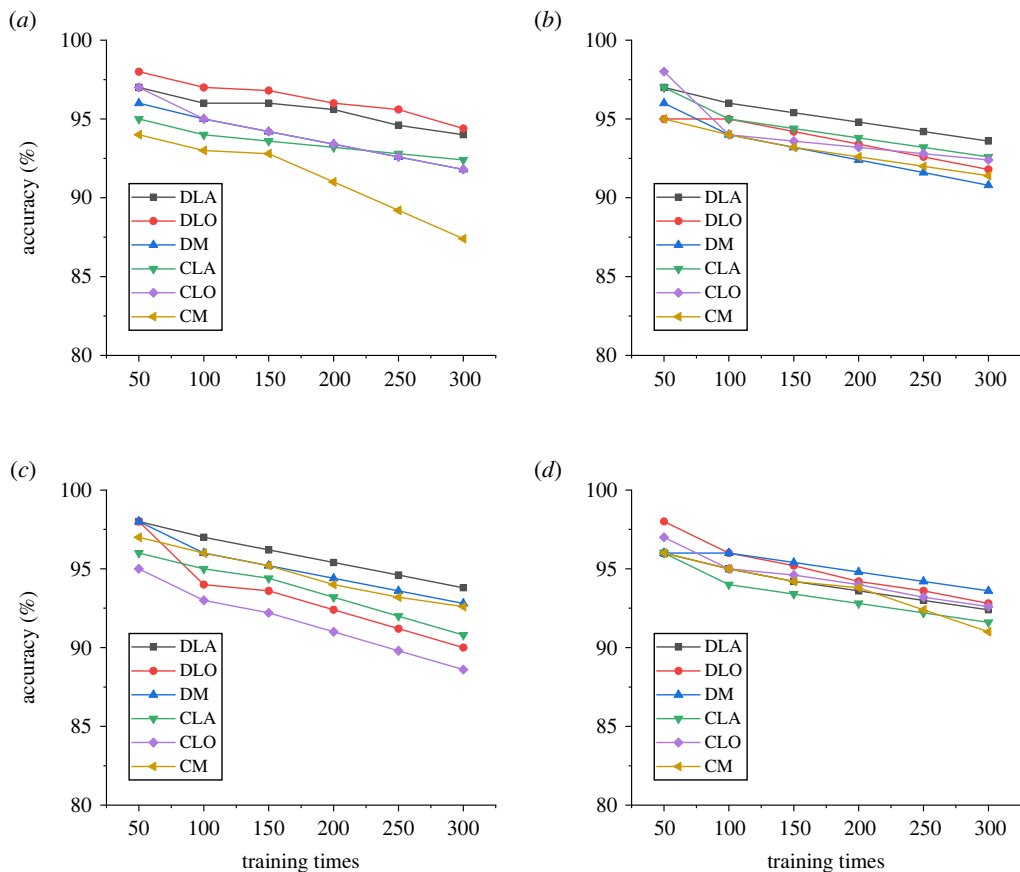 (a)
100
95
90
85
80
accuracy (%)
DLA
DLO
DM
CLA
CLO
CM
50 100 150 200 250 300
(b)
100
95
90
85
80
DLA
DLO
DM
CLA
CLO
CM
50 100 150 200 250 300
(c)
100
95
90
85
80
accuracy (%)
DLA
DLO
DM
CLA
CLO
CM
50 100 150 200 250 300
training times
(d)
100
95
90
85
80
DLA
DLO
DM
CLA
CLO
CM
50 100 150 200 250 300
training times